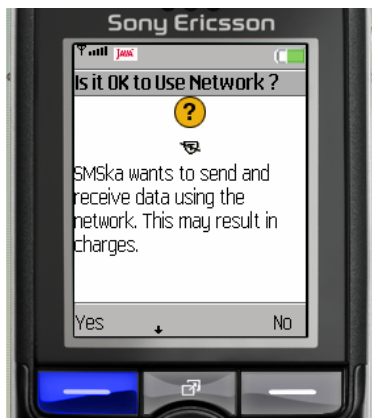 Sony Ericsson
JAVA
Is it OK to Use Network ?
?
SMSka wants to send and
receive data using the
network. This may result in
charges.
Yes No